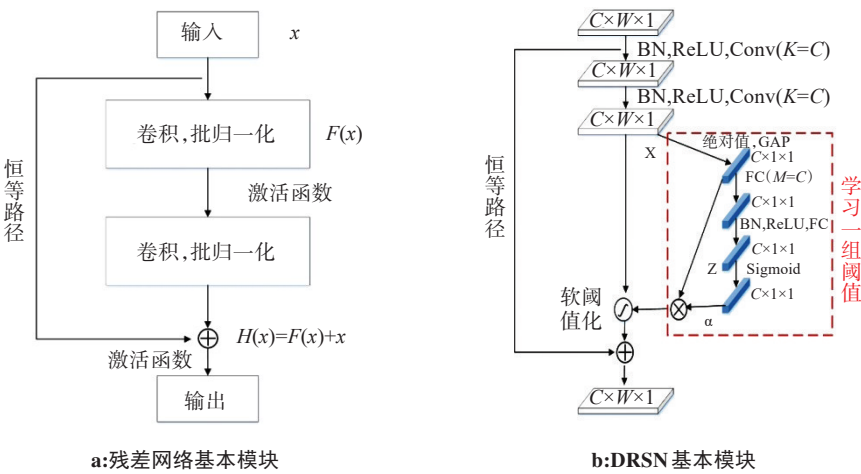 输入
x
卷积,批归一化
F(x)
激活函数
恒等路径
卷积,批归一化
H(x)=F(x)+x
激活函数
输出
a:残差网络基本模块
C×W×1
BN,ReLU,Conv(K=C)
C×W×1
BN,ReLU,Conv(K=C)
C×W×1
X
绝对值,GAP
C×1×1
FC(M=C)
C×1×1
BN,ReLU,FC
C×1×1
Z
Sigmoid
C×1×1
α
学习一组阈值
恒等路径
软阈
值化
C×W×1
b:DRSN基本模块